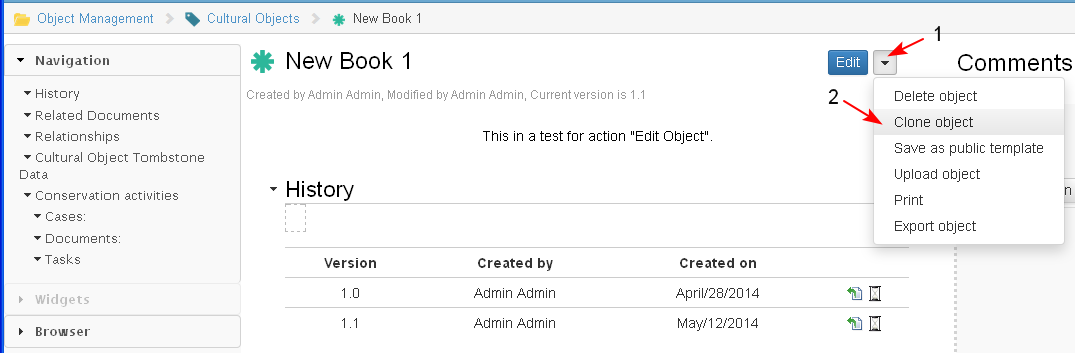 Object Management Cultural Objects New Book 1
Navigation
History
Related Documents
Relationships
Cultural Object Tombstone
Data
Conservation activities
Cases:
Documents:
Tasks
Widgets
Browser
New Book 1
Edit
1
Comments
Created by Admin Admin, Modified by Admin Admin, Current version is 1.1
2
Delete object
Clone object
Save as public template
Upload object
Print
Export object
This in a test for action "Edit Object".
History
Version Created by Created on
1.0 Admin Admin April/28/2014
1.1 Admin Admin May/12/2014